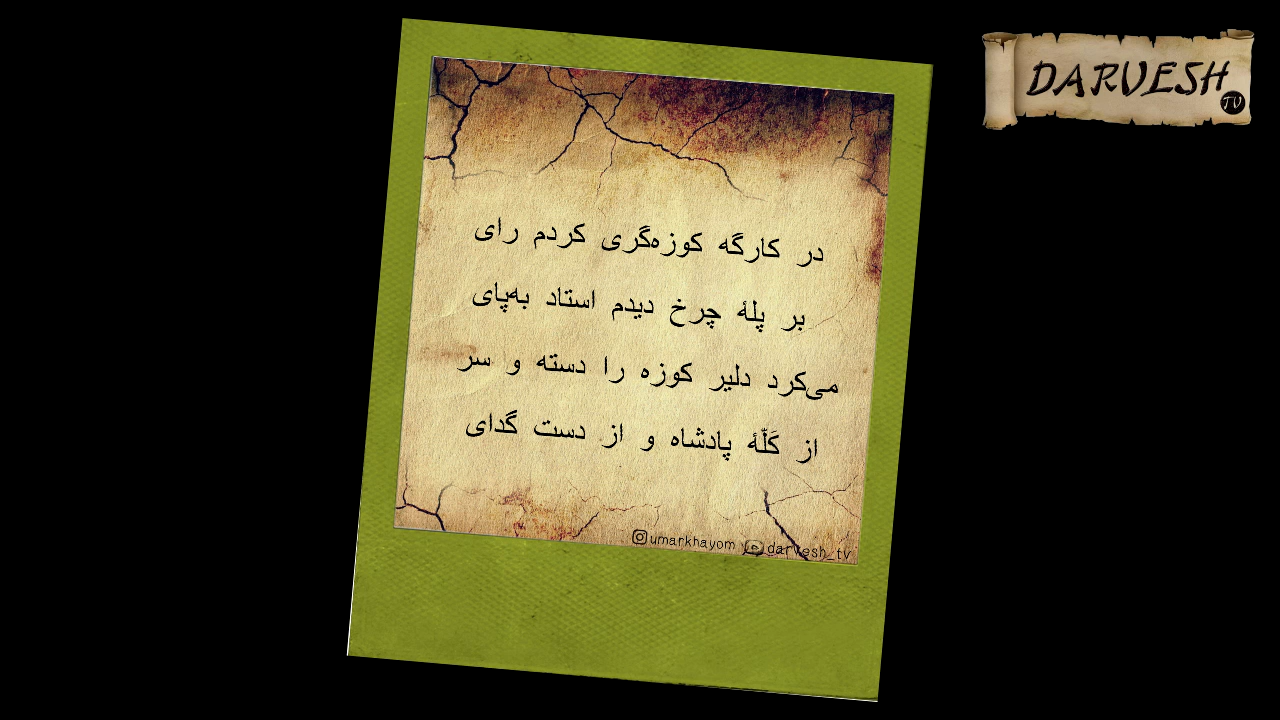 DARVESH
TV
در کارگه کوزه‌گری کردم رای
بر پلهٔ چرخ دیدم استاد به‌پای
می‌کرد دلیر کوزه را دسته و سر
از کَلّهٔ پادشاه و از دست گدای
umarkhayom darvesh_tv